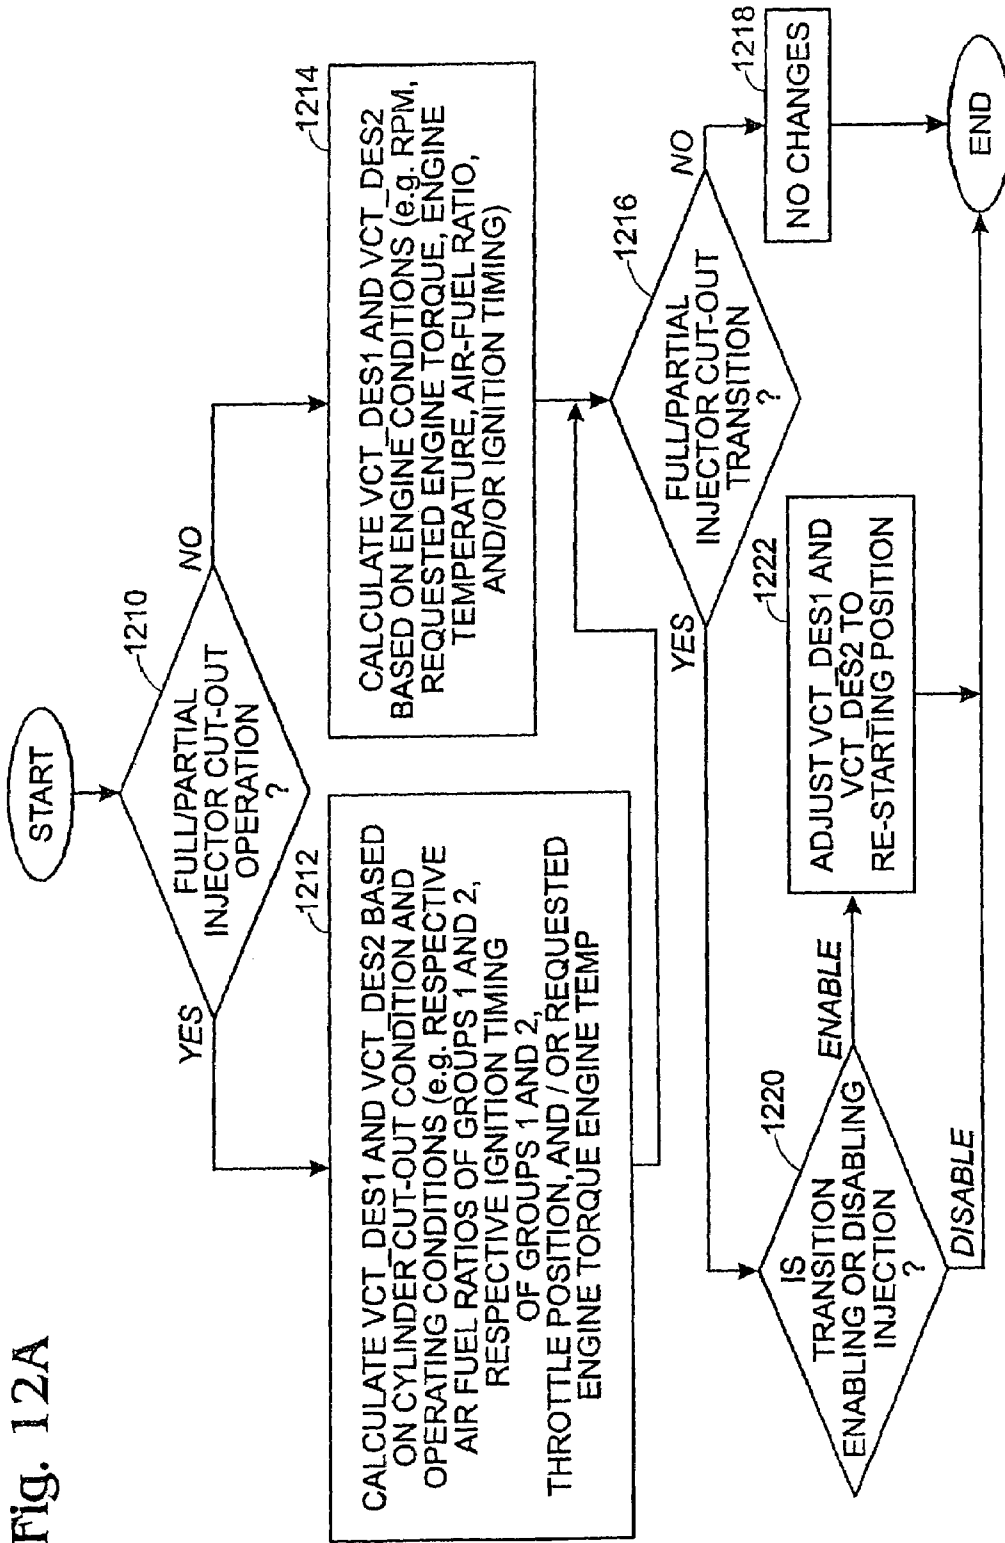 Fig. 12A
START
1210
FULL/PARTIAL
INJECTOR CUT-OUT
OPERATION
?
YES
NO
1212
CALCULATE VCT_DES1 AND VCT_DES2 BASED
ON CYLINDER CUT-OUT CONDITION AND
OPERATING CONDITIONS (e.g. RESPECTIVE
AIR FUEL RATIOS OF GROUPS 1 AND 2,
RESPECTIVE IGNITION TIMING
OF GROUPS 1 AND 2,
THROTTLE POSITION, AND / OR REQUESTED
ENGINE TORQUE ENGINE TEMP
1214
CALCULATE VCT_DES1 AND VCT_DES2
BASED ON ENGINE CONDITIONS (e.g. RPM,
REQUESTED ENGINE TORQUE, ENGINE
TEMPERATURE, AIR-FUEL RATIO,
AND/OR IGNITION TIMING)
1216
FULL/PARTIAL
INJECTOR CUT-OUT
TRANSITION
?
YES
NO
1218
NO CHANGES
1220
IS
TRANSITION
ENABLING OR DISABLING
INJECTION
?
ENABLE
DISABLE
1222
ADJUST VCT_DES1 AND
VCT_DES2 TO
RE-STARTING POSITION
END